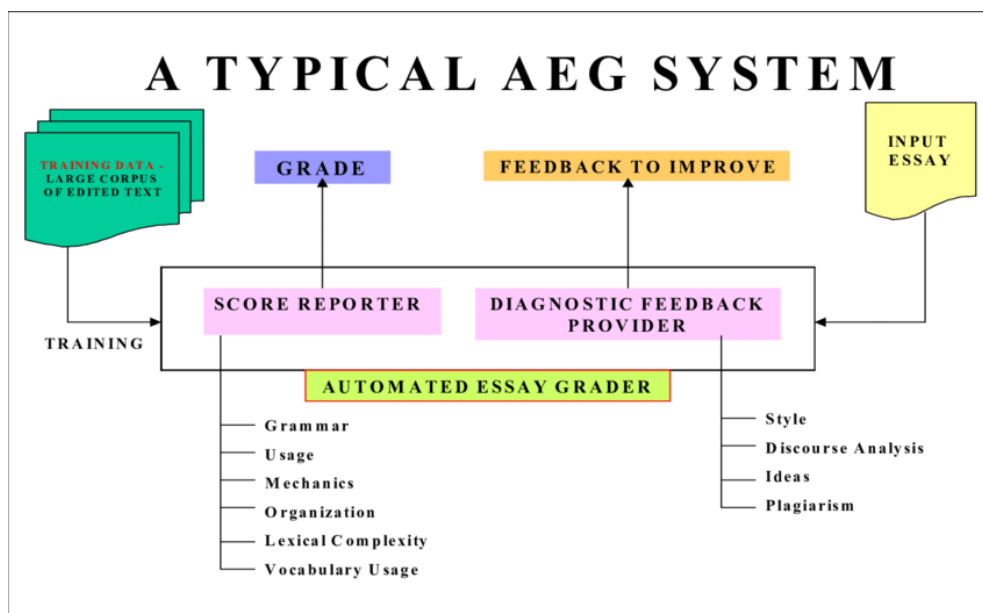 A TYPICAL AEG SYSTEM
TRAINING DATA -
LARGE CORPUS
OF EDITED TEXT
GRADE
FEEDBACK TO IMPROVE
INPUT
ESSAY
SCORE REPORTER
DIAGNOSTIC FEEDBACK
PROVIDER
TRAINING
AUTOMATED ESSAY GRADER
Grammar
Usage
Mechanics
Organization
Lexical Complexity
Vocabulary Usage
Style
Discourse Analysis
Ideas
Plagiarism